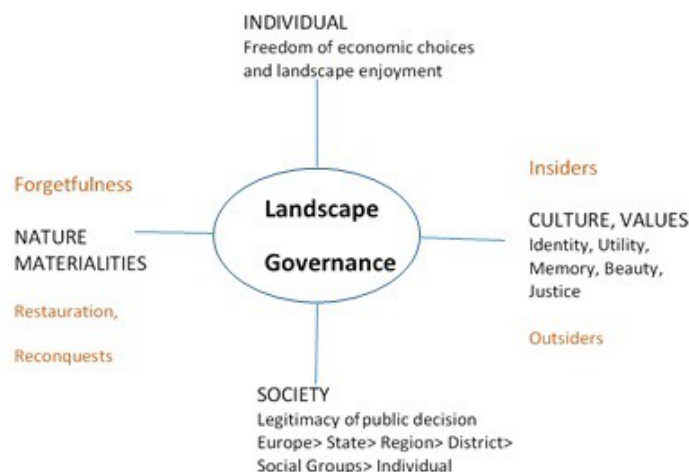 INDIVIDUAL
Freedom of economic choices
and landscape enjoyment
Forgetfulness
NATURE
MATERIALITIES
Restauration,
Reconquests
Landscape
Governance
Insiders
CULTURE, VALUES
Identity, Utility,
Memory, Beauty,
Justice
Outsiders
SOCIETY
Legitimacy of public decision
Europe> State> Region> District>
Social Groups> Individual